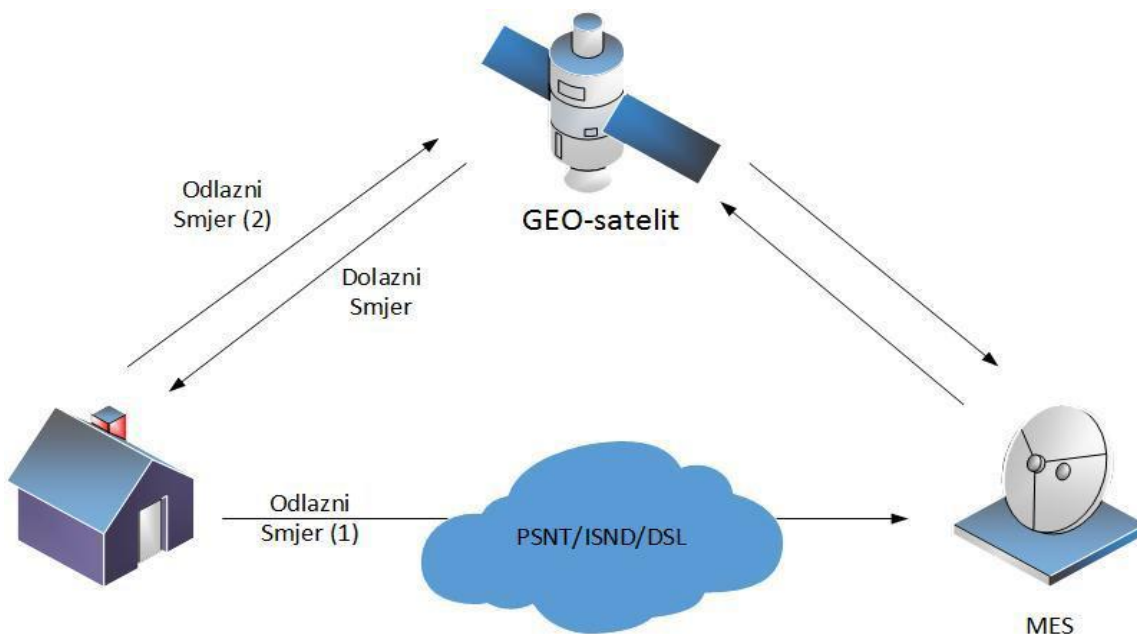 GEO-satelit
Odlazni
Smjer (2)
Dolazni
Smjer
Odlazni
Smjer (1)
PSNT/ISND/DSL
MES